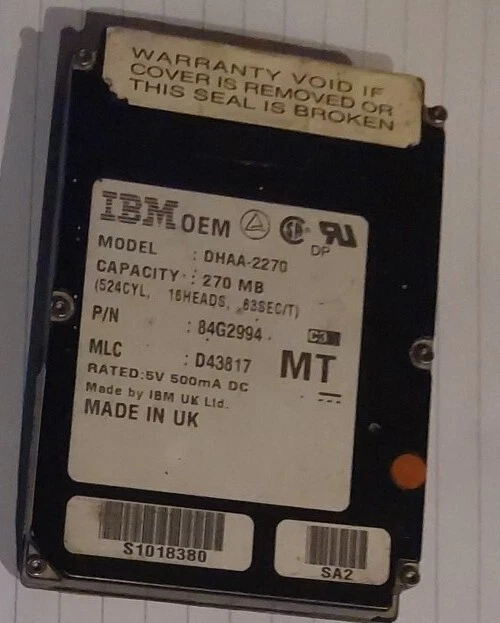 WARRANTY VOID IF
COVER IS REMOVED OR
THIS SEAL IS BROKEN
IBM OEM
DP
MODEL : DHAA-2270
CAPACITY : 270 MB
(524CYL, 16HEADS, 63SEC/T)
P/N : 84G2994
MLC : D43817
MT
RATED:5V 500mA DC
Made by IBM UK Ltd.
MADE IN UK
S1018380
SA2